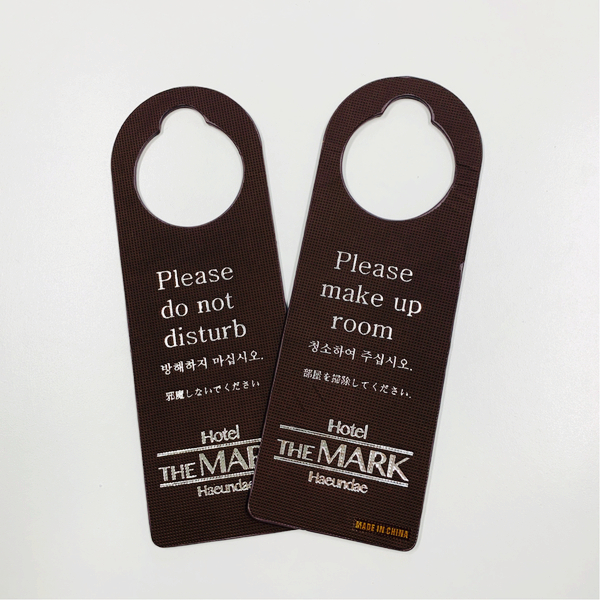 Please
do not
disturb
방해하지 마십시오.
邪魔しないでください
Hotel
THE MAR
Haeundae
Please
make up
room
청소하여 주십시오.
部屋を掃除してください.
Hotel
THE MARK
Haeundae
MADE IN CHINA